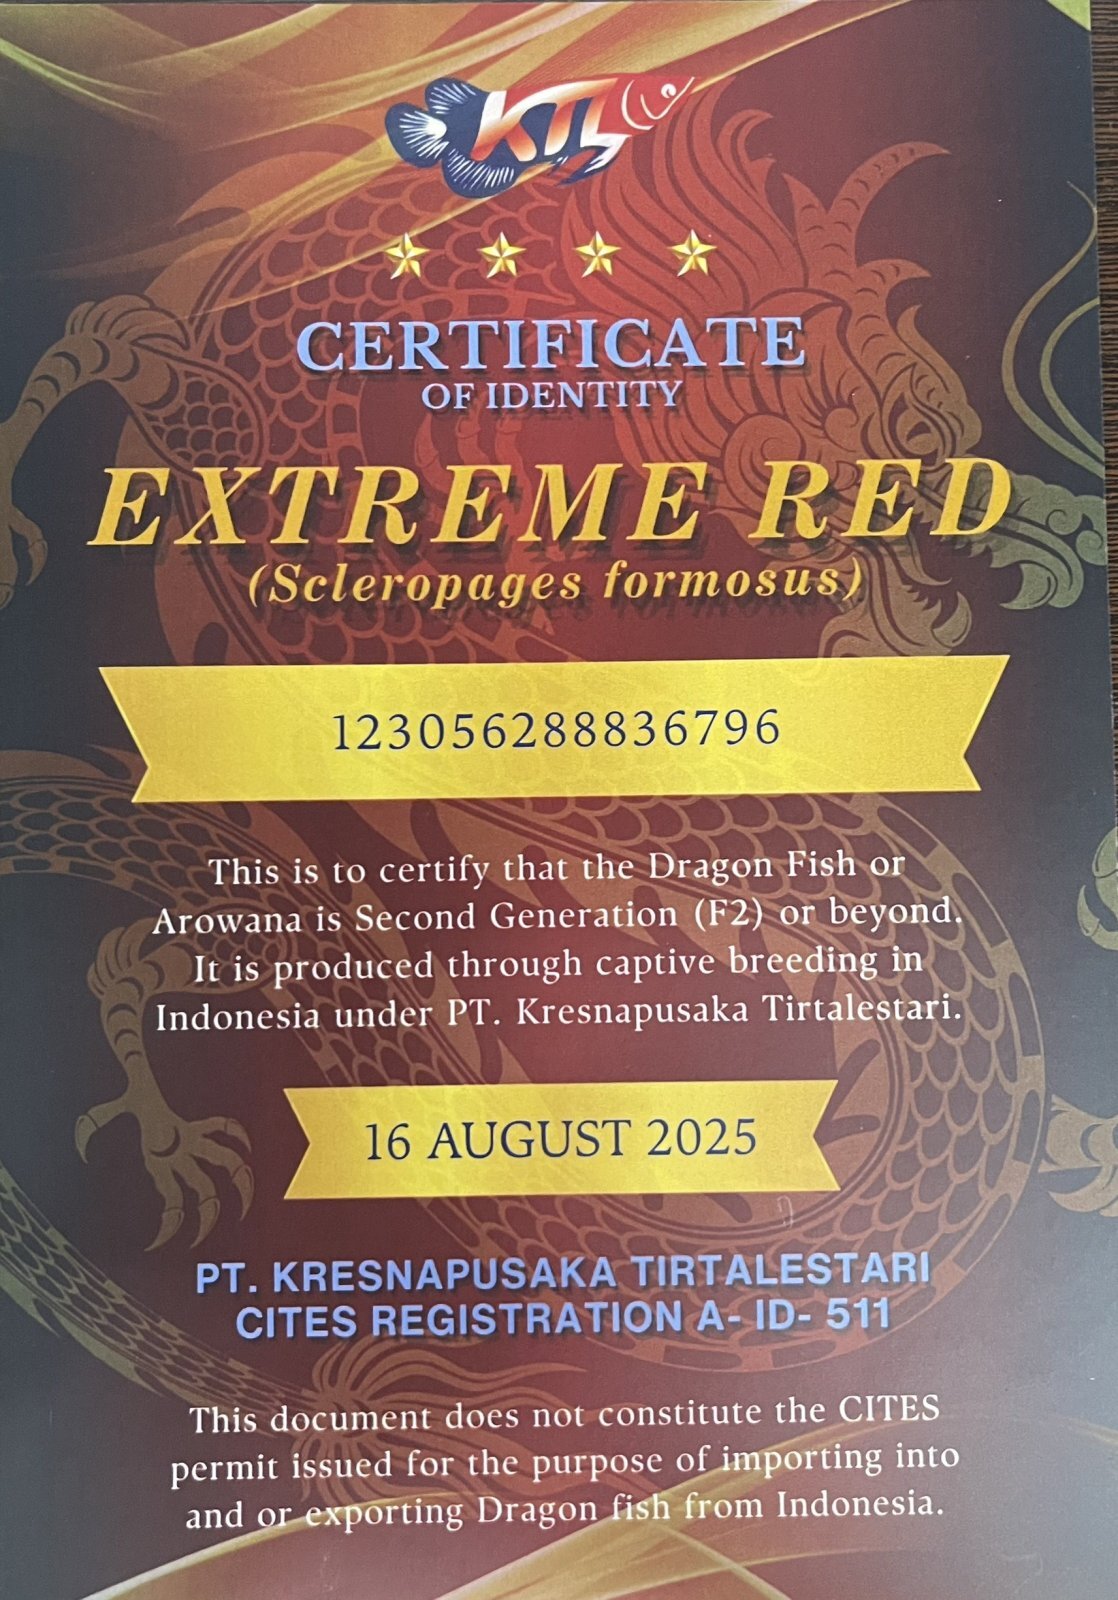 KTL
CERTIFICATE
OF IDENTITY
EXTREME RED
(Scleropages formosus)
123056288836796
This is to certify that the Dragon Fish or
Arowana is Second Generation (F2) or beyond.
It is produced through captive breeding in
Indonesia under PT. Kresnapusaka Tirtalestari.
16 AUGUST 2025
PT. KRESNAPUSAKA TIRTALESTARI
CITES REGISTRATION A- ID- 511
This document does not constitute the CITES
permit issued for the purpose of importing into
and or exporting Dragon fish from Indonesia.